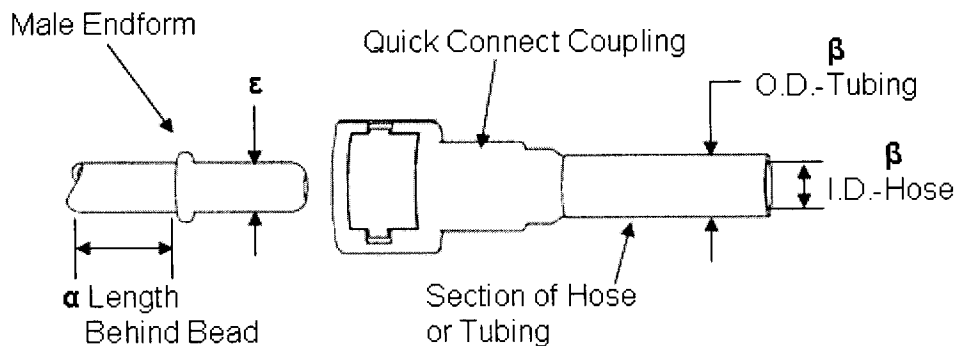 Male Endform
Quick Connect Coupling
β
O.D.-Tubing
ε
β
I.D.-Hose
α Length
Behind Bead
Section of Hose
or Tubing